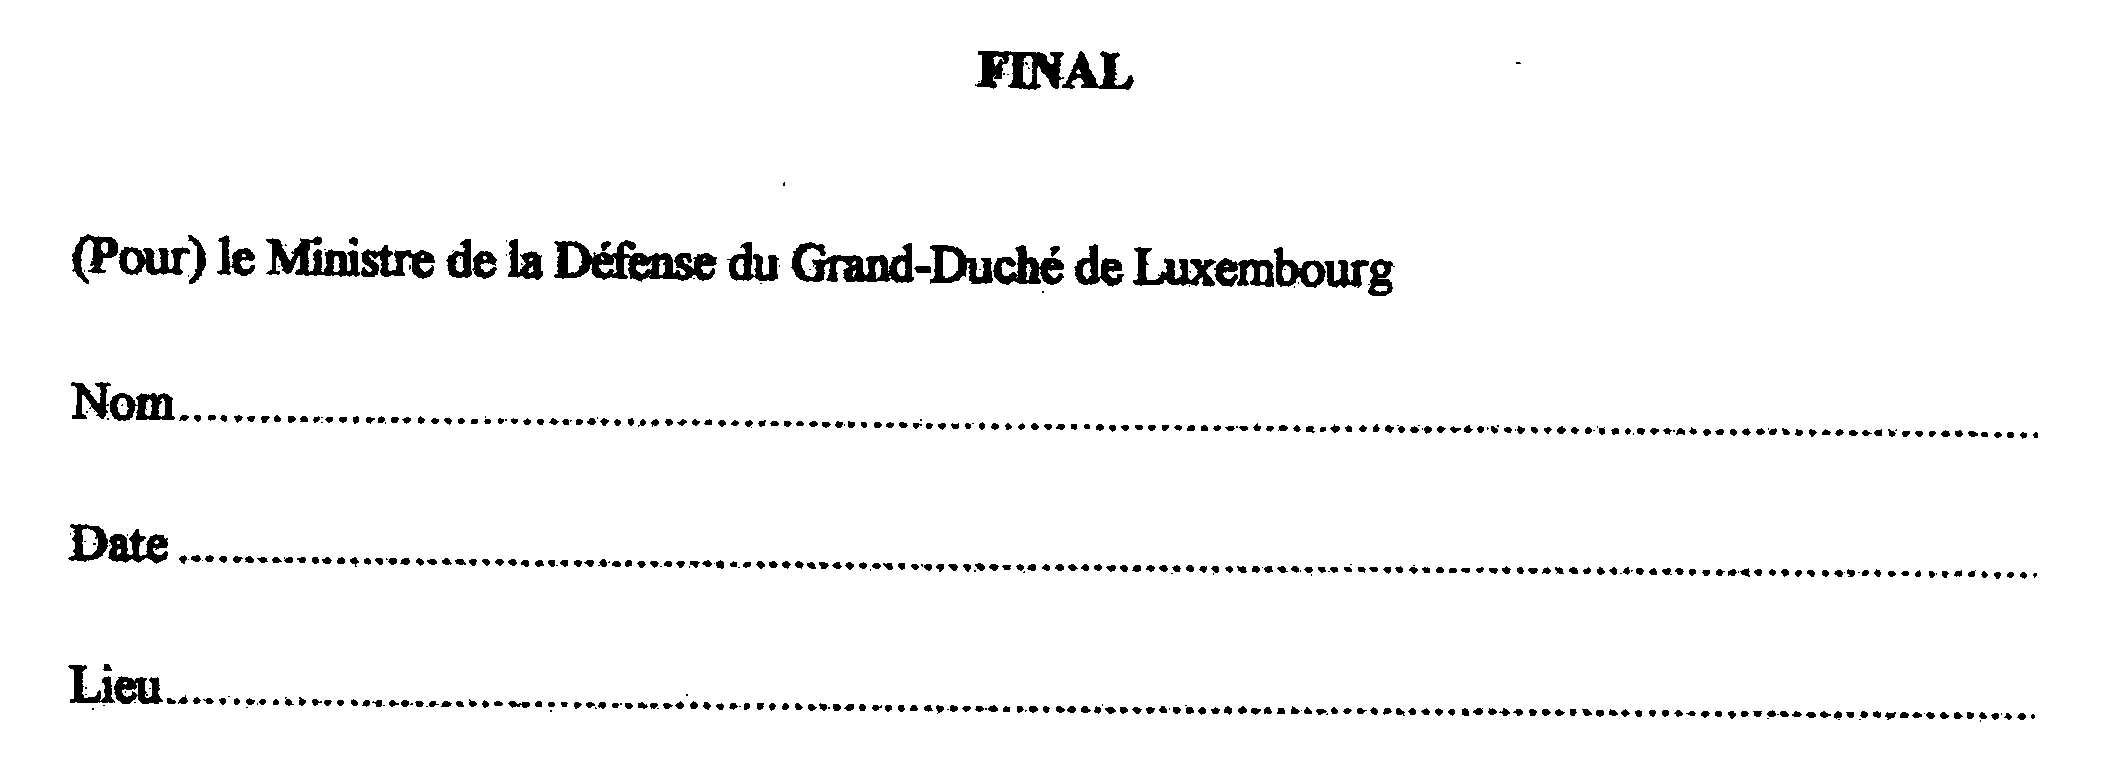 FINAL
(Pour) le Ministre de la Défense du Grand-Duché de Luxembourg
Nom....................................................................................................................................................
Date ....................................................................................................................................................
Lieu....................................................................................................................................................